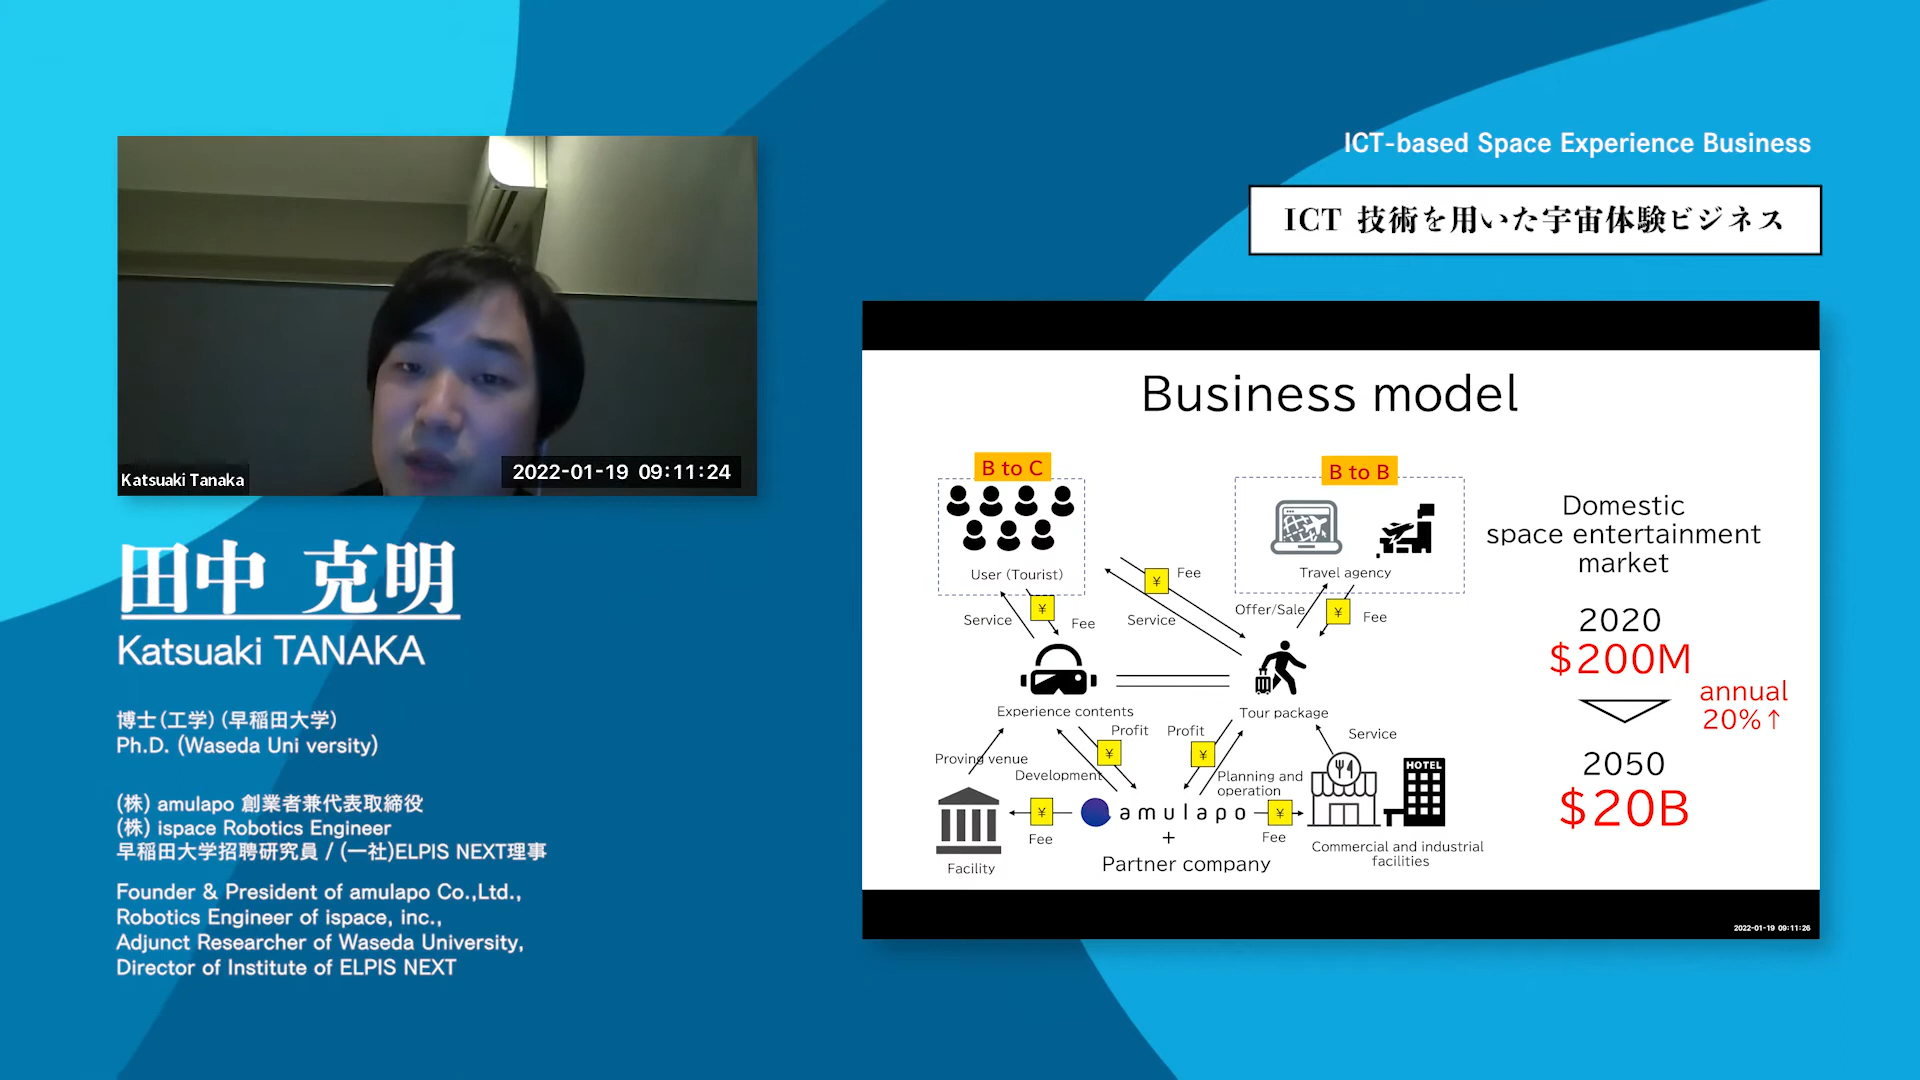 ICT-based Space Experience Business
ICT 技術を用いた宇宙体験ビジネス
Katsuaki Tanaka
2022-01-19 09:11:24
田中 克明
Katsuaki TANAKA
博士(工学)(早稲田大学)
Ph.D. (Waseda Uni versity)
(株) amulapo 創業者兼代表取締役
(株) ispace Robotics Engineer
早稲田大学招聘研究員 / (一社)ELPIS NEXT理事
Founder & President of amulapo Co.,Ltd.,
Robotics Engineer of ispace, inc.,
Adjunct Researcher of Waseda University,
Director of Institute of ELPIS NEXT
Business model
B to C
B to B
User (Tourist)
Travel agency
¥
Fee
Service
¥
Fee
Service
Offer/Sale
¥
Fee
Experience contents
Tour package
Profit
Profit
¥
¥
Service
Proving venue
Development
Planning and
operation
HOTEL
¥
Fee
amulapo
¥
Fee
+
Partner company
Facility
Commercial and industrial
facilities
Domestic
space entertainment
market
2020
$200M
annual
20%↑
2050
$20B
2022-01-19 09:11:26